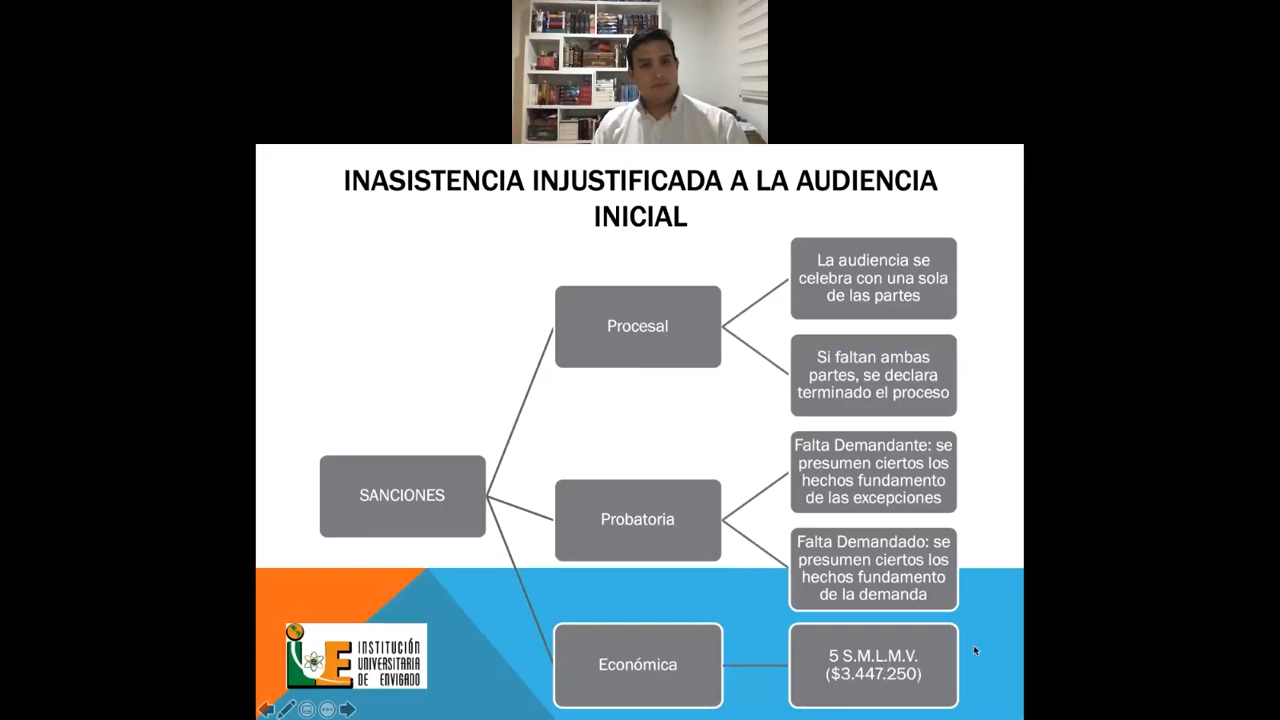 INASISTENCIA INJUSTIFICADA A LA AUDIENCIA
INICIAL
SANCIONES
Procesal
La audiencia se
celebra con una sola
de las partes
Si faltan ambas
partes, se declara
terminado el proceso
Probatoria
Falta Demandante: se
presumen ciertos los
hechos fundamento
de las excepciones
Falta Demandado: se
presumen ciertos los
hechos fundamento
de la demanda
Económica
5 S.M.L.M.V.
($3.447.250)
INSTITUCIÓN
UNIVERSITARIA
DE ENVIGADO